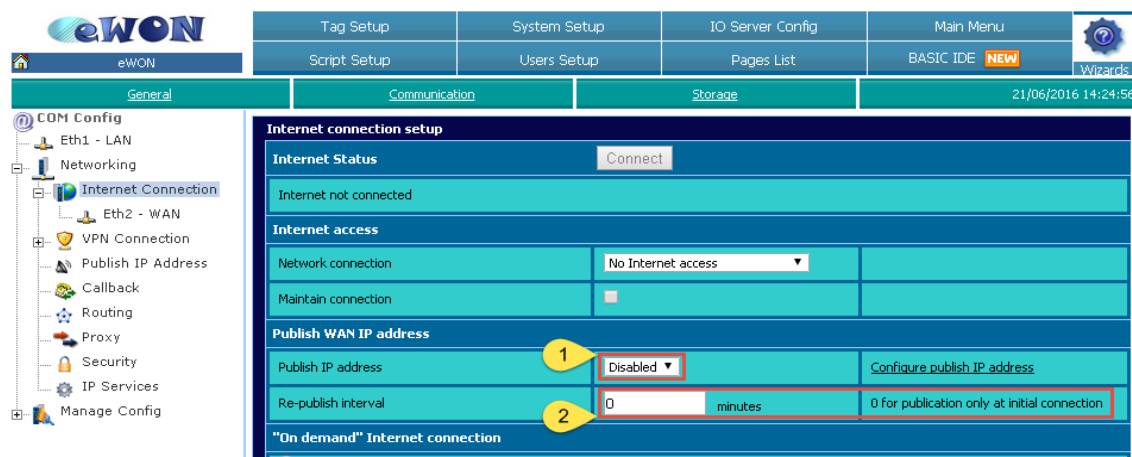 eWON
Tag Setup System Setup IO Server Config Main Menu
eWON Script Setup Users Setup Pages List BASIC IDE NEW
Wizards
General Communication Storage 21/06/2016 14:24:56
COM Config
Eth1 - LAN
Networking
Internet Connection
Eth2 - WAN
VPN Connection
Publish IP Address
Callback
Routing
Proxy
Security
IP Services
Manage Config
Internet connection setup
Internet Status Connect
Internet not connected
Internet access
Network connection No Internet access
Maintain connection
Publish WAN IP address
1
Publish IP address Disabled Configure publish IP address
Re-publish interval 0 minutes 0 for publication only at initial connection
2
"On demand" Internet connection